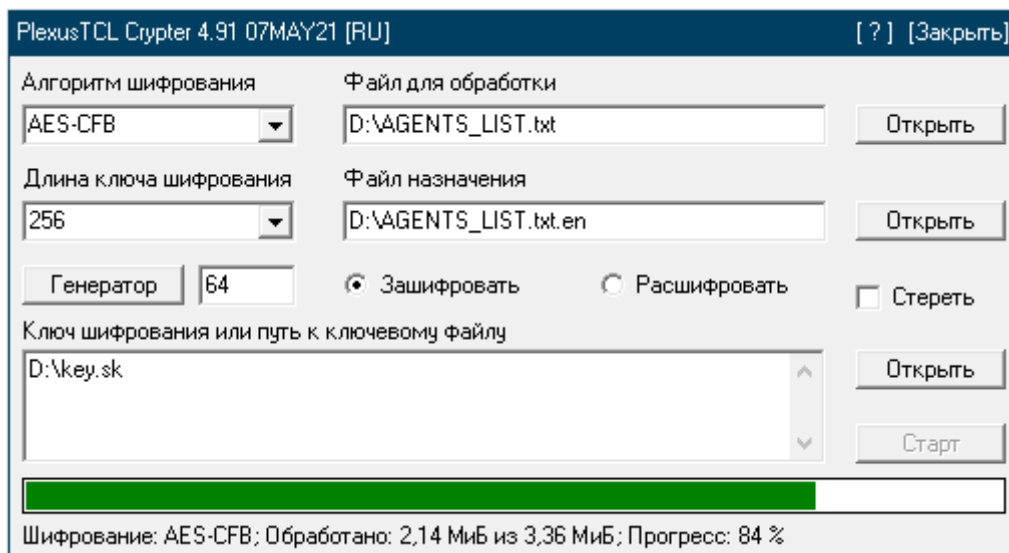 PlexusTCL Crypter 4.91 07MAY21 [RU] [ ? ] [Закрыть]
Алгоритм шифрования Файл для обработки
AES-CFB D:\AGENTS_LIST.txt Открыть
Длина ключа шифрования Файл назначения
256 D:\AGENTS_LIST.txt.en Открыть
Генератор 64 Зашифровать Расшифровать Стереть
Ключ шифрования или путь к ключевому файлу
D:\key.sk Открыть
Старт
Шифрование: AES-CFB; Обработано: 2,14 МиБ из 3,36 МиБ; Прогресс: 84 %